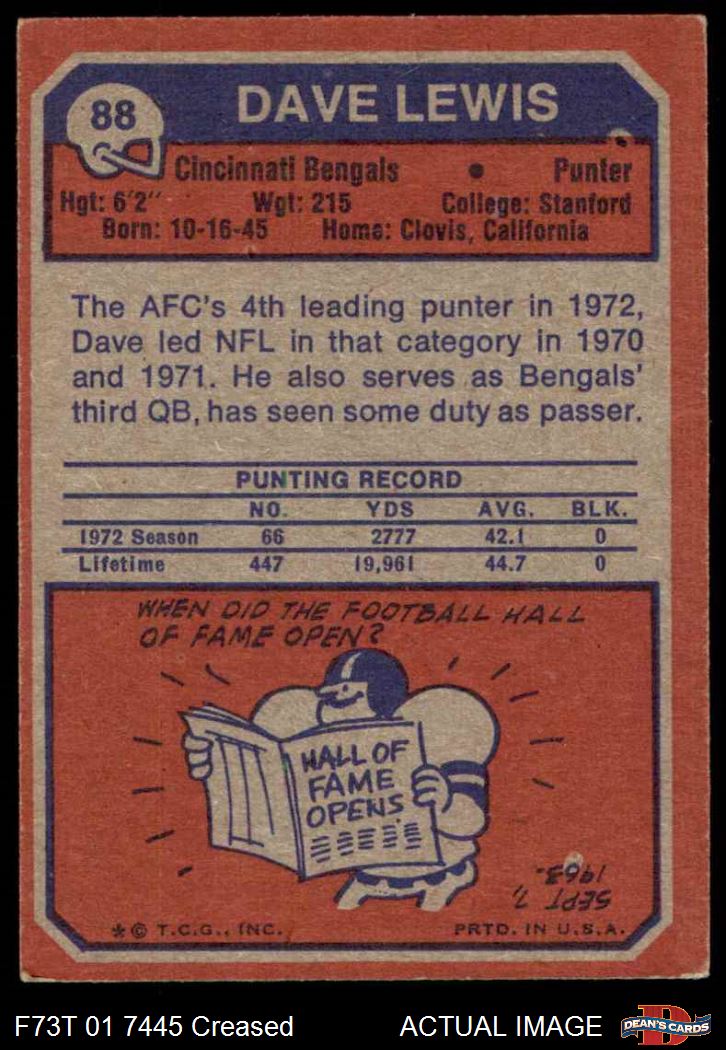 88
DAVE LEWIS
Cincinnati Bengals • Punter
Hgt: 6'2" Wgt: 215 College: Stanford
Born: 10-16-45 Home: Clovis, California
The AFC's 4th leading punter in 1972,
Dave led NFL in that category in 1970
and 1971. He also serves as Bengals'
third QB, has seen some duty as passer.
PUNTING RECORD
NO. YDS AVG. BLK.
1972 Season 66 2777 42.1 0
Lifetime 447 19,961 44.7 0
WHEN DID THE FOOTBALL HALL
OF FAME OPEN?
HALL OF
FAME
OPENS
SEPT 7,
1963.
* © T.C.G., INC. PRTD. IN U.S.A.
F73T 01 7445 Creased ACTUAL IMAGE
D
DEAN'S CARDS